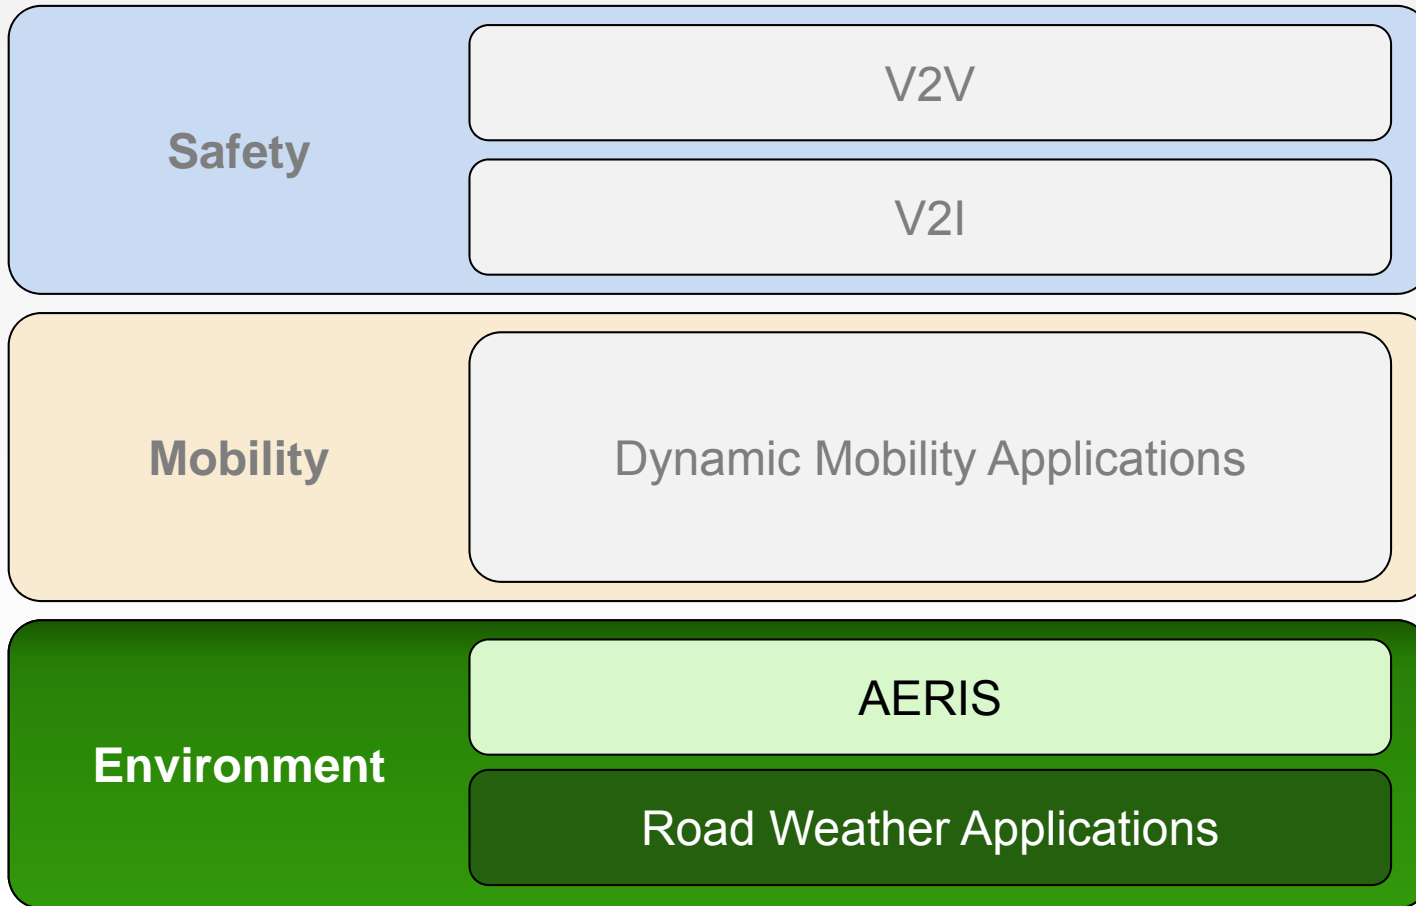 Safety
V2V
V2I
Mobility
Dynamic Mobility Applications
Environment
AERIS
Road Weather Applications